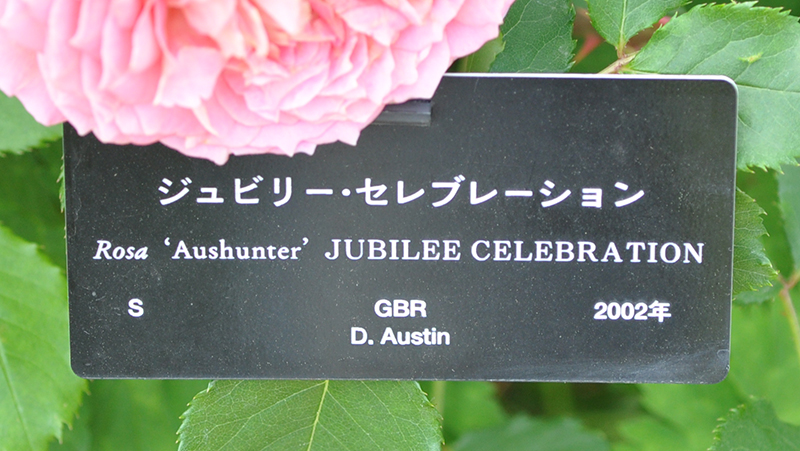 ジュビリー・セレブレーション
Rosa ‘Aushunter’ JUBILEE CELEBRATION
S GBR 2002年
D. Austin